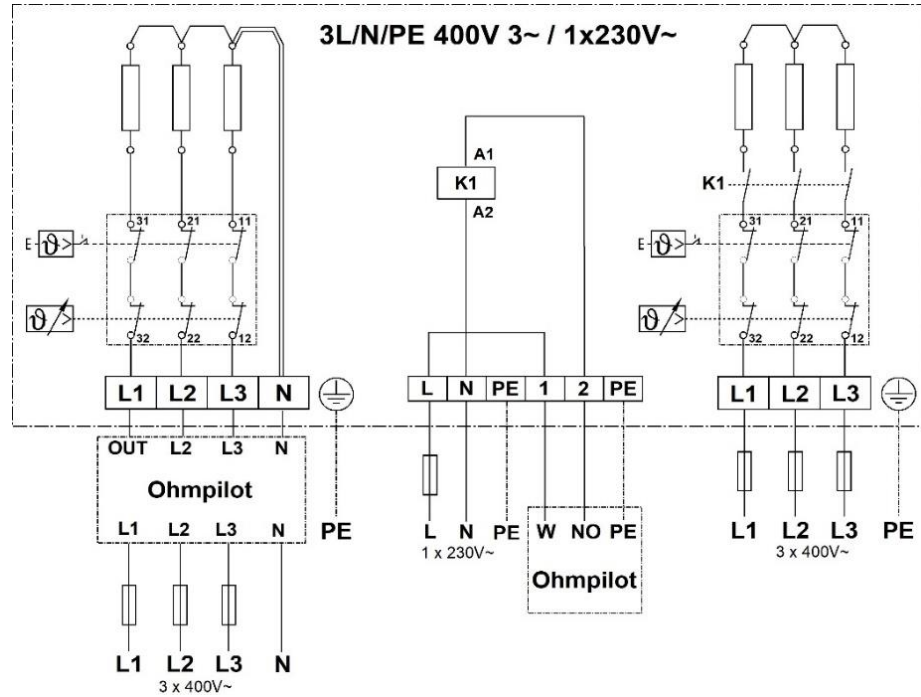 3L/N/PE 400V 3~ / 1x230V~
A1
K1
A2
K1
31 21 11
E ϑ >
ϑ >
32 22 12
31 21 11
E ϑ >
ϑ >
32 22 12
L1 L2 L3 N
L N PE 1 2 PE
L1 L2 L3
OUT L2 L3 N
Ohmpilot
L1 L2 L3 N
PE
L N PE W NO PE
1 x 230V~
Ohmpilot
L1 L2 L3 PE
3 x 400V~
L1 L2 L3 N
3 x 400V~